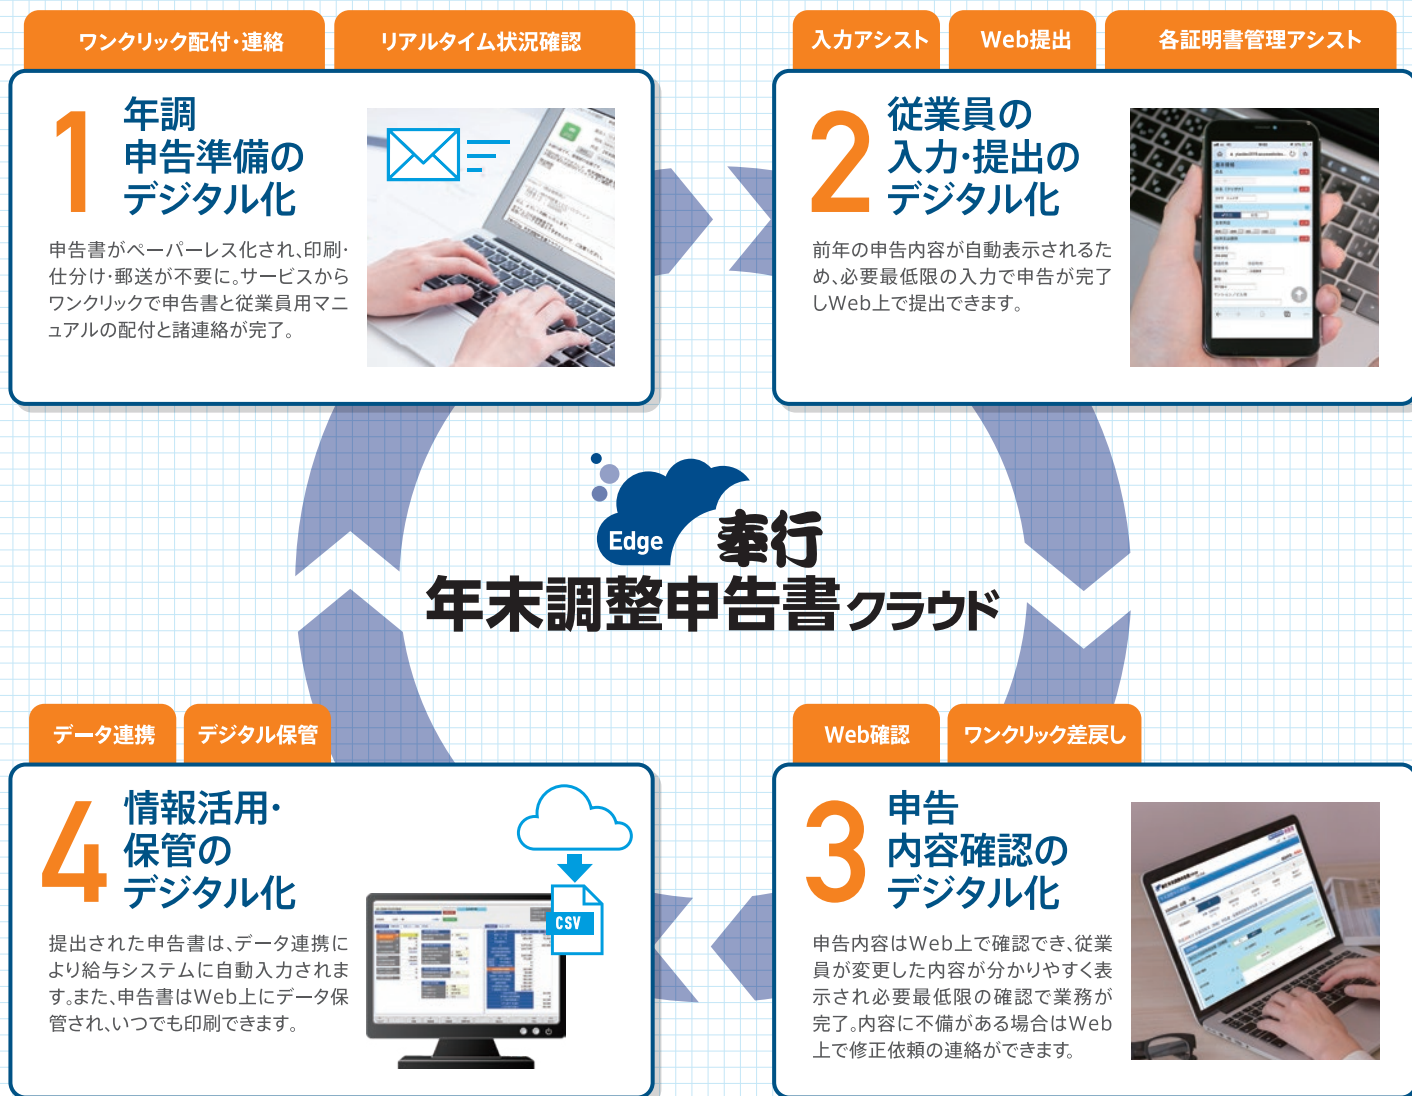 ワンクリック配付・連絡
リアルタイム状況確認
1
年調
申告準備の
デジタル化
申告書がペーパーレス化され、印刷・
仕分け・郵送が不要に。サービスから
ワンクリックで申告書と従業員用マニ
ュアルの配付と諸連絡が完了。
入力アシスト
Web提出
各証明書管理アシスト
2
従業員の
入力・提出の
デジタル化
前年の申告内容が自動表示されるた
め、必要最低限の入力で申告が完了
しWeb上で提出できます。
Edge
奉行
年末調整申告書クラウド
データ連携
デジタル保管
4
情報活用・
保管の
デジタル化
提出された申告書は、データ連携に
より給与システムに自動入力されま
す。また、申告書はWeb上にデータ保
管され、いつでも印刷できます。
CSV
Web確認
ワンクリック差戻し
3
申告
内容確認の
デジタル化
申告内容はWeb上で確認でき、従業
員が変更した内容が分かりやすく表
示され必要最低限の確認で業務が
完了。内容に不備がある場合はWeb
上で修正依頼の連絡ができます。